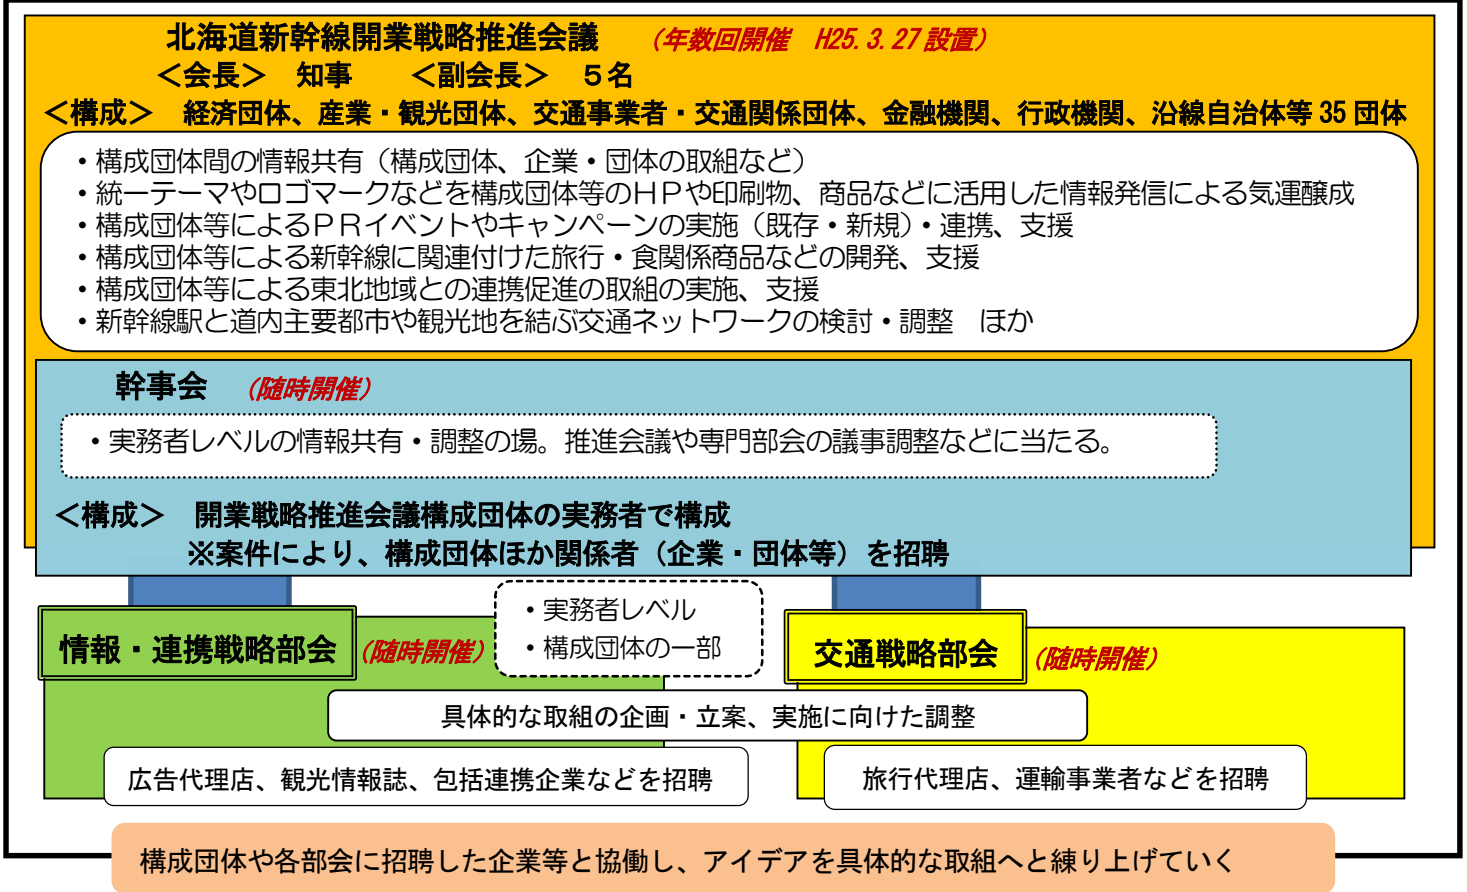 北海道新幹線開業戦略推進会議　（年数回開催　H25.3.27設置）
＜会長＞　知事　　＜副会長＞　５名
＜構成＞　経済団体、産業・観光団体、交通事業者・交通関係団体、金融機関、行政機関、沿線自治体等35団体
・構成団体間の情報共有（構成団体、企業・団体の取組など）
・統一テーマやロゴマークなどを構成団体等のＨＰや印刷物、商品などに活用した情報発信による気運醸成
・構成団体等によるＰＲイベントやキャンペーンの実施（既存・新規）・連携、支援
・構成団体等による新幹線に関連付けた旅行・食関係商品などの開発、支援
・構成団体等による東北地域との連携促進の取組の実施、支援
・新幹線駅と道内主要都市や観光地を結ぶ交通ネットワークの検討・調整　ほか
幹事会　（随時開催）
・実務者レベルの情報共有・調整の場。推進会議や専門部会の議事調整などに当たる。
＜構成＞　開業戦略推進会議構成団体の実務者で構成
※案件により、構成団体ほか関係者（企業・団体等）を招聘
・実務者レベル
・構成団体の一部
情報・連携戦略部会　（随時開催）
交通戦略部会　（随時開催）
具体的な取組の企画・立案、実施に向けた調整
広告代理店、観光情報誌、包括連携企業などを招聘
旅行代理店、運輸事業者などを招聘
構成団体や各部会に招聘した企業等と協働し、アイデアを具体的な取組へと練り上げていく